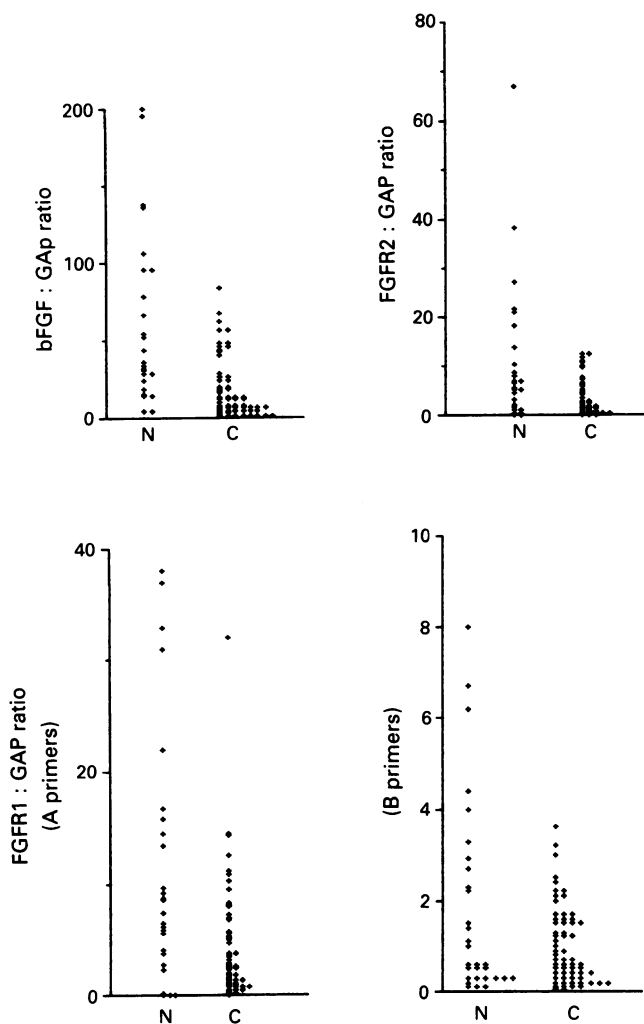 200
100
0
bFGF : GAp ratio
N
C
80
60
40
20
0
FGFR2 : GAP ratio
N
C
40
20
0
FGFR1 : GAP ratio
(A primers)
N
C
10
8
6
4
2
0
(B primers)
N
C